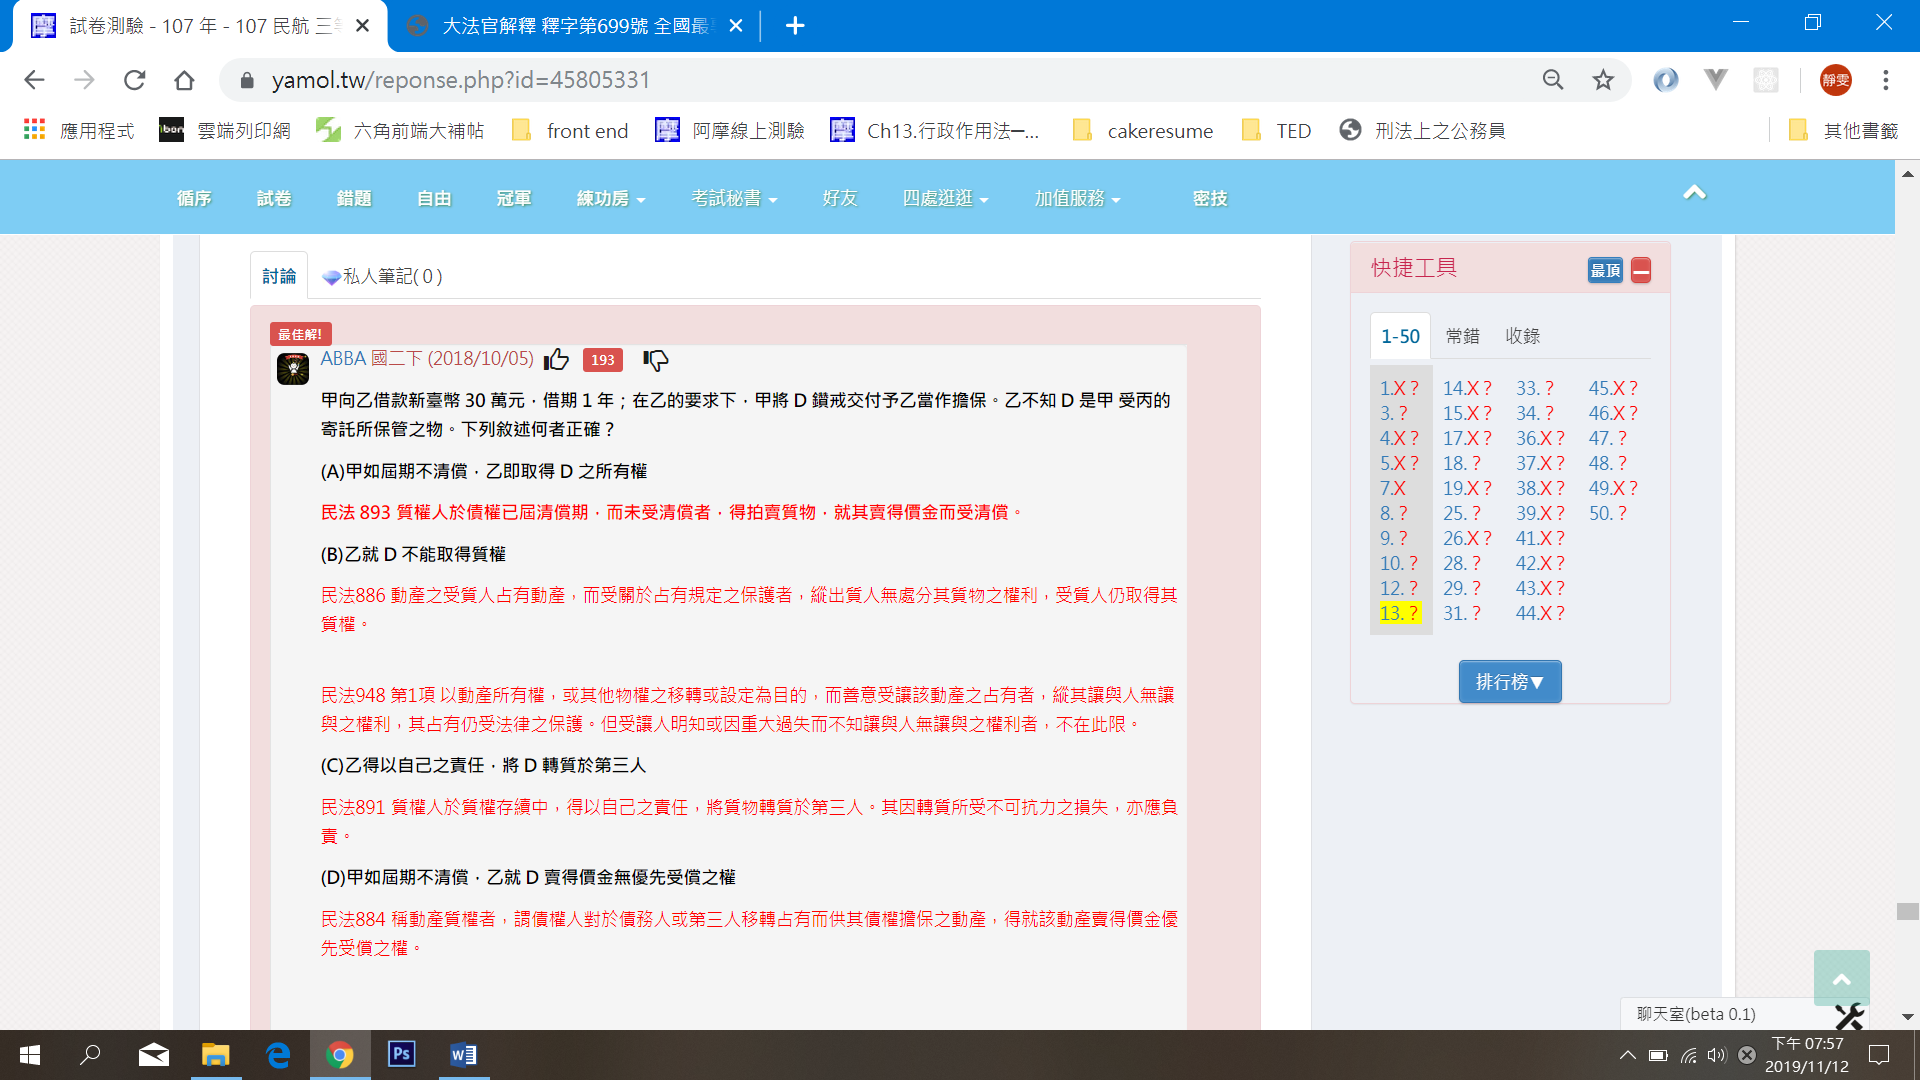 試卷測驗 - 107 年 - 107 民航 三
大法官解釋 釋字第699號 全國最
yamol.tw/reponse.php?id=45805331
靜雯
應用程式
ibon
雲端列印網
六角前端大補帖
front end
摩
阿摩線上測驗
摩
Ch13.行政作用法─...
cakeresume
TED
刑法上之公務員
其他書籤
循序
試卷
錯題
自由
冠軍
練功房
考試秘書
好友
四處逛逛
加值服務
密技
討論
私人筆記( 0 )
最佳解!
ABBA 國二下 (2018/10/05)
193
甲向乙借款新臺幣 30 萬元，借期 1 年；在乙的要求下，甲將 D 鑽戒交付予乙當作擔保。乙不知 D 是甲 受丙的
寄託所保管之物。下列敘述何者正確？
(A)甲如屆期不清償，乙即取得 D 之所有權
民法 893 質權人於債權已屆清償期，而未受清償者，得拍賣質物，就其賣得價金而受清償。
(B)乙就 D 不能取得質權
民法886 動產之受質人占有動產，而受關於占有規定之保護者，縱出質人無處分其質物之權利，受質人仍取得其
質權。
民法948 第1項 以動產所有權，或其他物權之移轉或設定為目的，而善意受讓該動產之占有者，縱其讓與人無讓
與之權利，其占有仍受法律之保護。但受讓人明知或因重大過失而不知讓與人無讓與之權利者，不在此限。
(C)乙得以自己之責任，將 D 轉質於第三人
民法891 質權人於質權存續中，得以自己之責任，將質物轉質於第三人。其因轉質所受不可抗力之損失，亦應負
責。
(D)甲如屆期不清償，乙就 D 賣得價金無優先受償之權
民法884 稱動產質權者，謂債權人對於債務人或第三人移轉占有而供其債權擔保之動產，得就該動產賣得價金優
先受償之權。
快捷工具
最頂
1-50
常錯
收錄
1.X ? 14.X ? 33. ? 45.X ?
3. ? 15.X ? 34. ? 46.X ?
4.X ? 17.X ? 36.X ? 47. ?
5.X ? 18. ? 37.X ? 48. ?
7.X 19.X ? 38.X ? 49.X ?
8. ? 25. ? 39.X ? 50. ?
9. ? 26.X ? 41.X ?
10. ? 28. ? 42.X ?
12. ? 29. ? 43.X ?
13. ? 31. ? 44.X ?
排行榜▼
聊天室(beta 0.1)
Ps
下午 07:57
2019/11/12